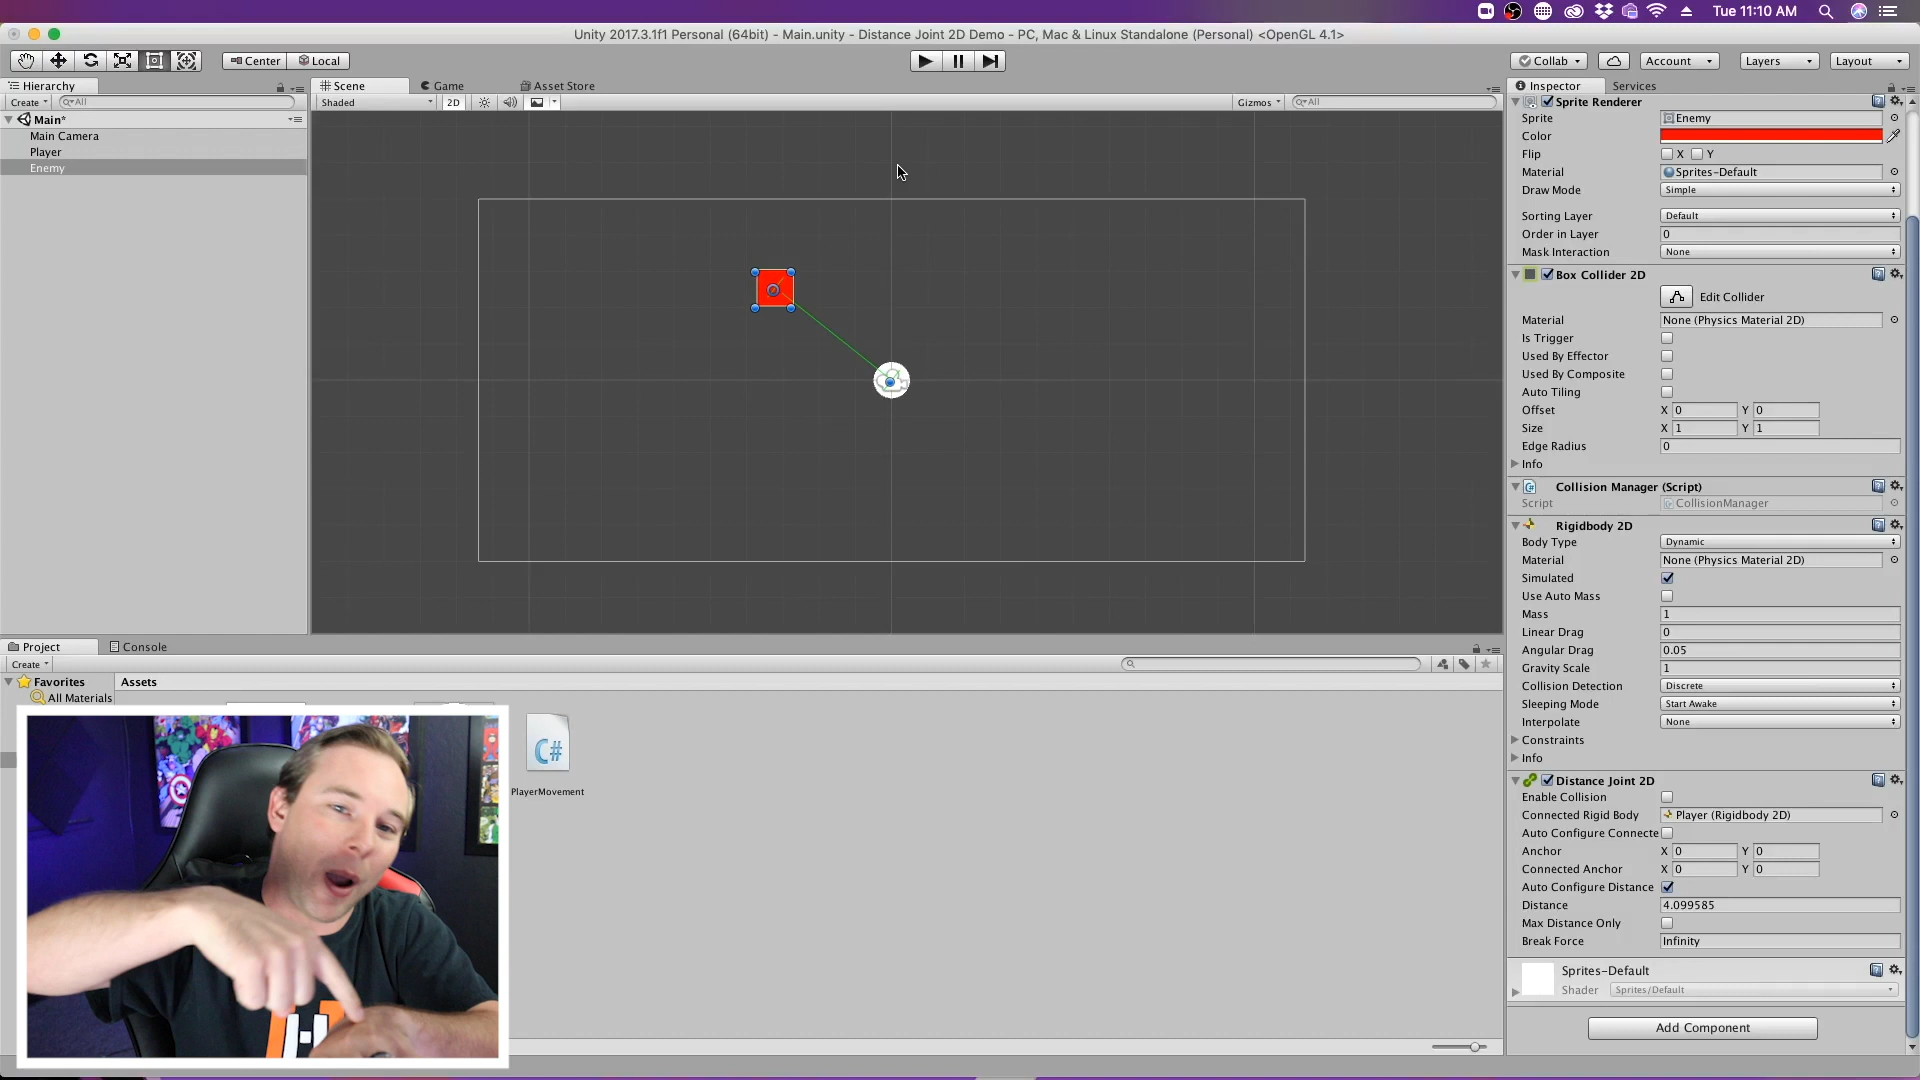 Tue 11:10 AM
Unity 2017.3.1f1 Personal (64bit) - Main.unity - Distance Joint 2D Demo - PC, Mac & Linux Standalone (Personal) <OpenGL 4.1>
Center Local
Collab Account Layers Layout
Hierarchy
Create All
Main*
Main Camera
Player
Enemy
Scene Game Asset Store
Shaded 2D Gizmos All
Inspector Services
Sprite Renderer
Sprite Enemy
Color
Flip X Y
Material Sprites-Default
Draw Mode Simple
Sorting Layer Default
Order in Layer 0
Mask Interaction None
Box Collider 2D
Edit Collider
Material None (Physics Material 2D)
Is Trigger
Used By Effector
Used By Composite
Auto Tiling
Offset X 0 Y 0
Size X 1 Y 1
Edge Radius 0
Info
Collision Manager (Script)
Script CollisionManager
Rigidbody 2D
Body Type Dynamic
Material None (Physics Material 2D)
Simulated
Use Auto Mass
Mass 1
Linear Drag 0
Angular Drag 0.05
Gravity Scale 1
Collision Detection Discrete
Sleeping Mode Start Awake
Interpolate None
Constraints
Info
Distance Joint 2D
Enable Collision
Connected Rigid Body Player (Rigidbody 2D)
Auto Configure Connecte
Anchor X 0 Y 0
Connected Anchor X 0 Y 0
Auto Configure Distance
Distance 4.099585
Max Distance Only
Break Force Infinity
Sprites-Default
Shader Sprites/Default
Add Component
Project Console
Create
Favorites
All Materials
Assets
C#
PlayerMovement